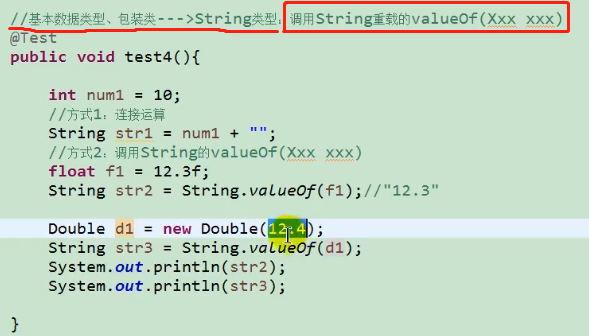 //基本数据类型、包装类--->String类型：调用String重载的valueOf(Xxx xxx)
@Test
public void test4(){
int num1 = 10;
//方式1：连接运算
String str1 = num1 + "";
//方式2：调用String的valueOf(Xxx xxx)
float f1 = 12.3f;
String str2 = String.valueOf(f1);//"12.3"
Double d1 = new Double(12.4);
String str3 = String.valueOf(d1);
System.out.println(str2);
System.out.println(str3);
}